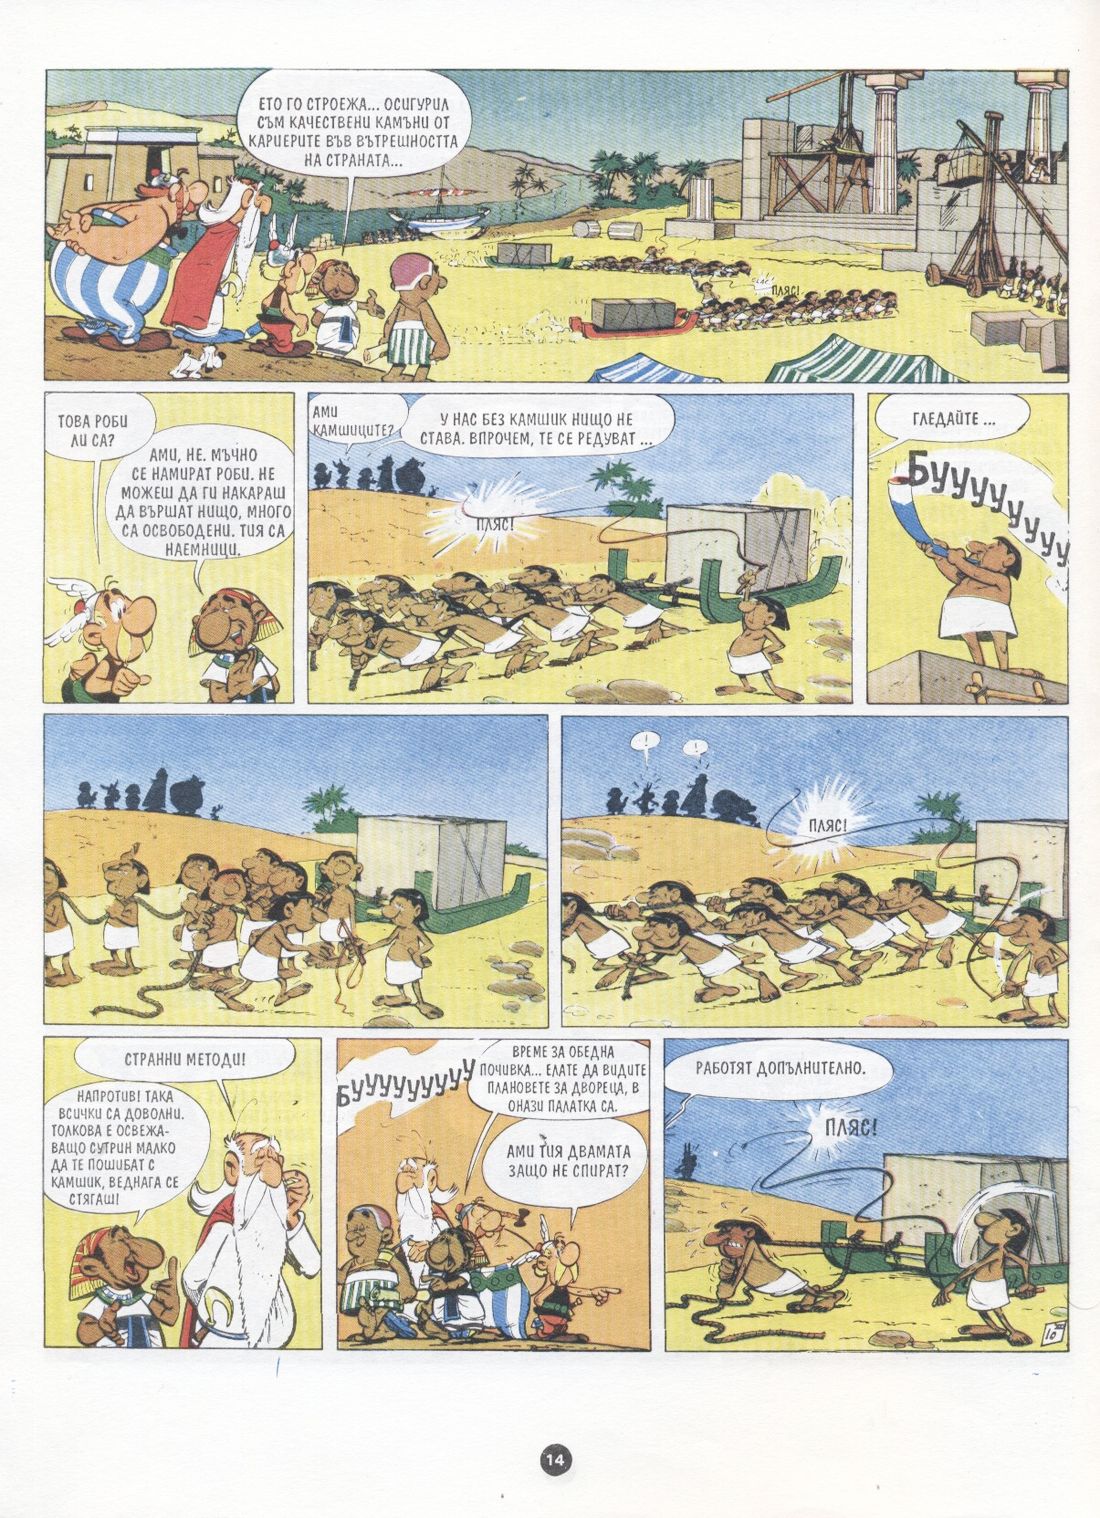 ЕТО ГО СТРОЕЖА... ОСИГУРИЛ
СЪМ КАЧЕСТВЕНИ КАМЪНИ ОТ
КАРИЕРИТЕ ВЪВ ВЪТРЕШНОСТТА
НА СТРАНАТА...
CLAC
ПЛЯС!
ТОВА РОБИ
ЛИ СА?
АМИ, НЕ. МЪЧНО
СЕ НАМИРАТ РОБИ. НЕ
МОЖЕШ ДА ГИ НАКАРАШ
ДА ВЪРШАТ НИЩО, МНОГО
СА ОСВОБОДЕНИ. ТИЯ СА
НАЕМНИЦИ.
АМИ
КАМШИЦИТЕ?
У НАС БЕЗ КАМШИК НИЩО НЕ
СТАВА. ВПРОЧЕМ, ТЕ СЕ РЕДУВАТ ...
ПЛЯС!
ГЛЕДАЙТЕ ...
БУУУУУУУУУ
!
!
ПЛЯС!
СТРАННИ МЕТОДИ!
НАПРОТИВ! ТАКА
ВСИЧКИ СА ДОВОЛНИ.
ТОЛКОВА Е ОСВЕЖА-
ВАЩО СУТРИН МАЛКО
ДА ТЕ ПОШИБАТ С
КАМШИК, ВЕДНАГА СЕ
СТЯГАШ!
БУУУУУУУУУ
ВРЕМЕ ЗА ОБЕДНА
ПОЧИВКА... ЕЛАТЕ ДА ВИДИТЕ
ПЛАНОВЕТЕ ЗА ДВОРЕЦА, В
ОНАЗИ ПАЛАТКА СА.
АМИ ТИЯ ДВАМАТА
ЗАЩО НЕ СПИРАТ?
РАБОТЯТ ДОПЪЛНИТЕЛНО.
ПЛЯС!
10
14